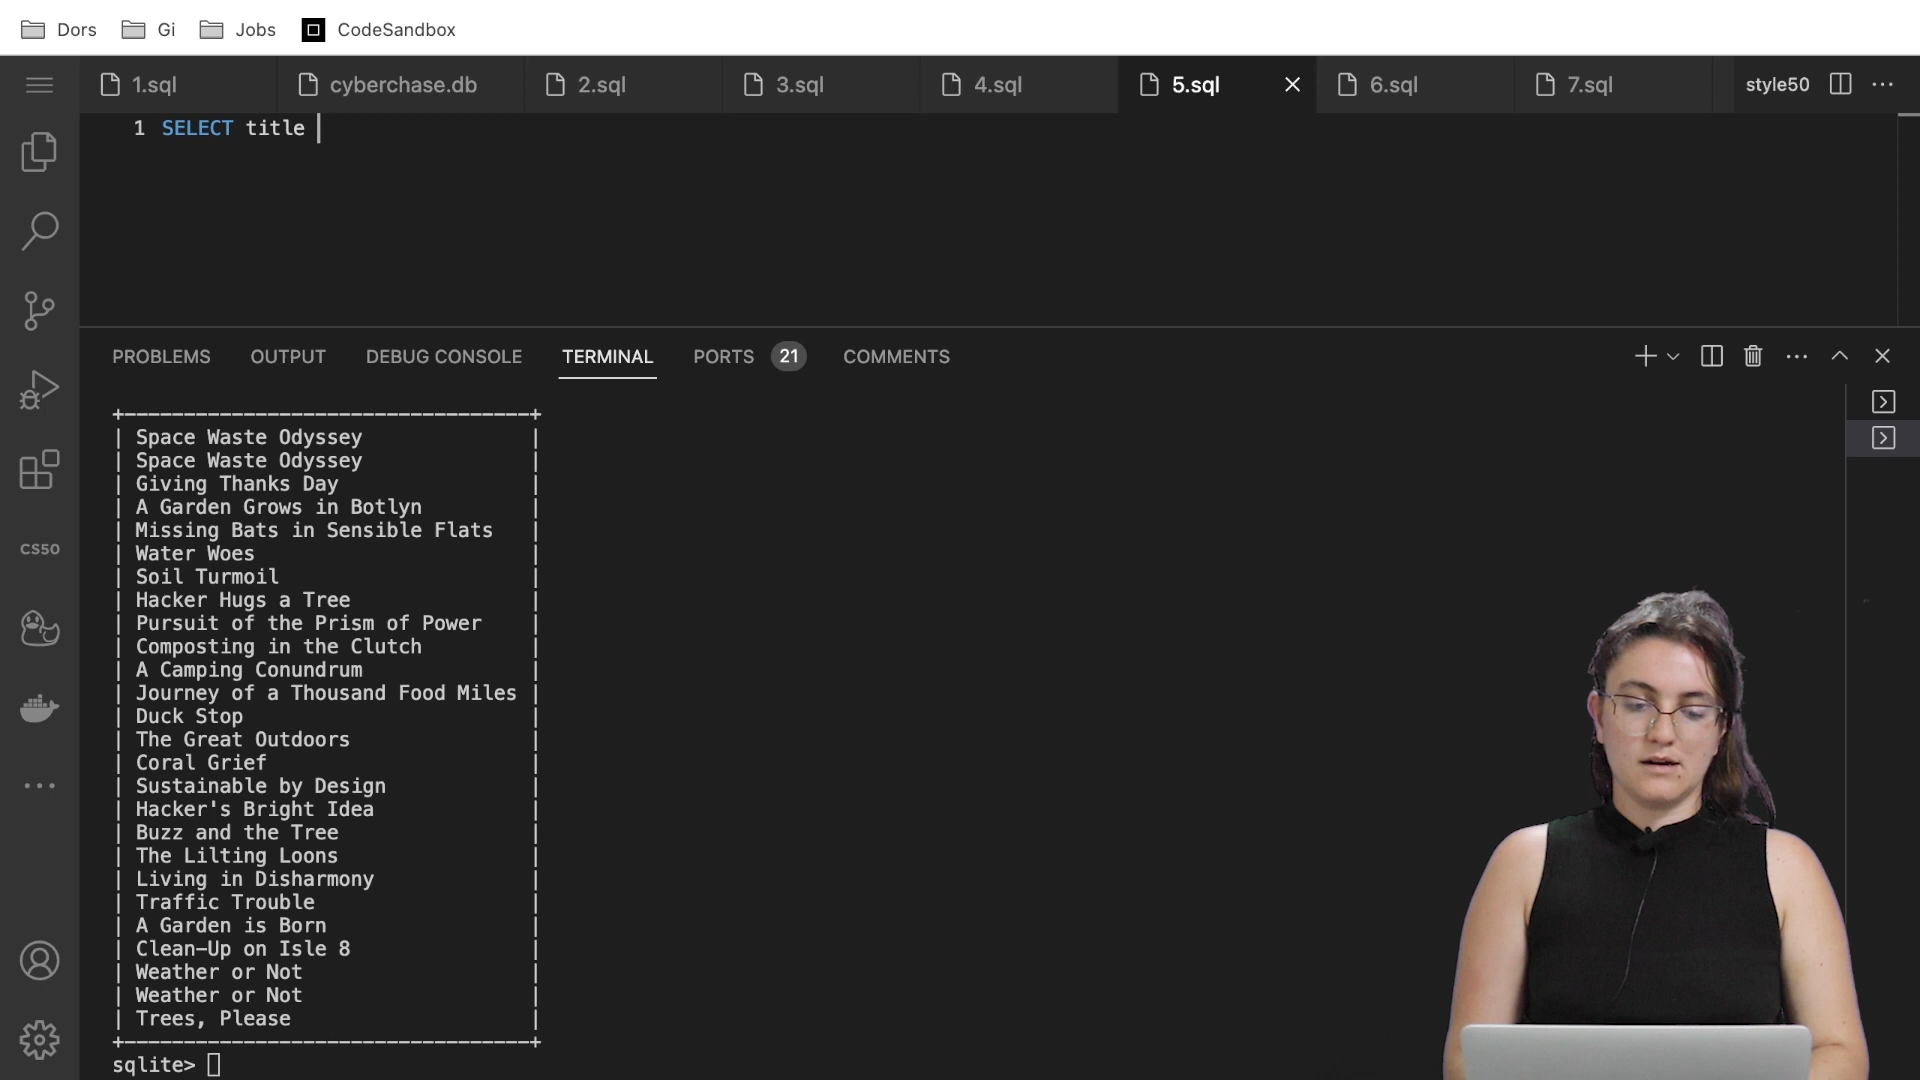 Dors Gi Jobs CodeSandbox
1.sql cyberchase.db 2.sql 3.sql 4.sql 5.sql 6.sql 7.sql style50
1 SELECT title
PROBLEMS OUTPUT DEBUG CONSOLE TERMINAL PORTS 21 COMMENTS
CS50
+----------------------------------+
| Space Waste Odyssey |
| Space Waste Odyssey |
| Giving Thanks Day |
| A Garden Grows in Botlyn |
| Missing Bats in Sensible Flats |
| Water Woes |
| Soil Turmoil |
| Hacker Hugs a Tree |
| Pursuit of the Prism of Power |
| Composting in the Clutch |
| A Camping Conundrum |
| Journey of a Thousand Food Miles |
| Duck Stop |
| The Great Outdoors |
| Coral Grief |
| Sustainable by Design |
| Hacker's Bright Idea |
| Buzz and the Tree |
| The Lilting Loons |
| Living in Disharmony |
| Traffic Trouble |
| A Garden is Born |
| Clean-Up on Isle 8 |
| Weather or Not |
| Weather or Not |
| Trees, Please |
+----------------------------------+
sqlite>